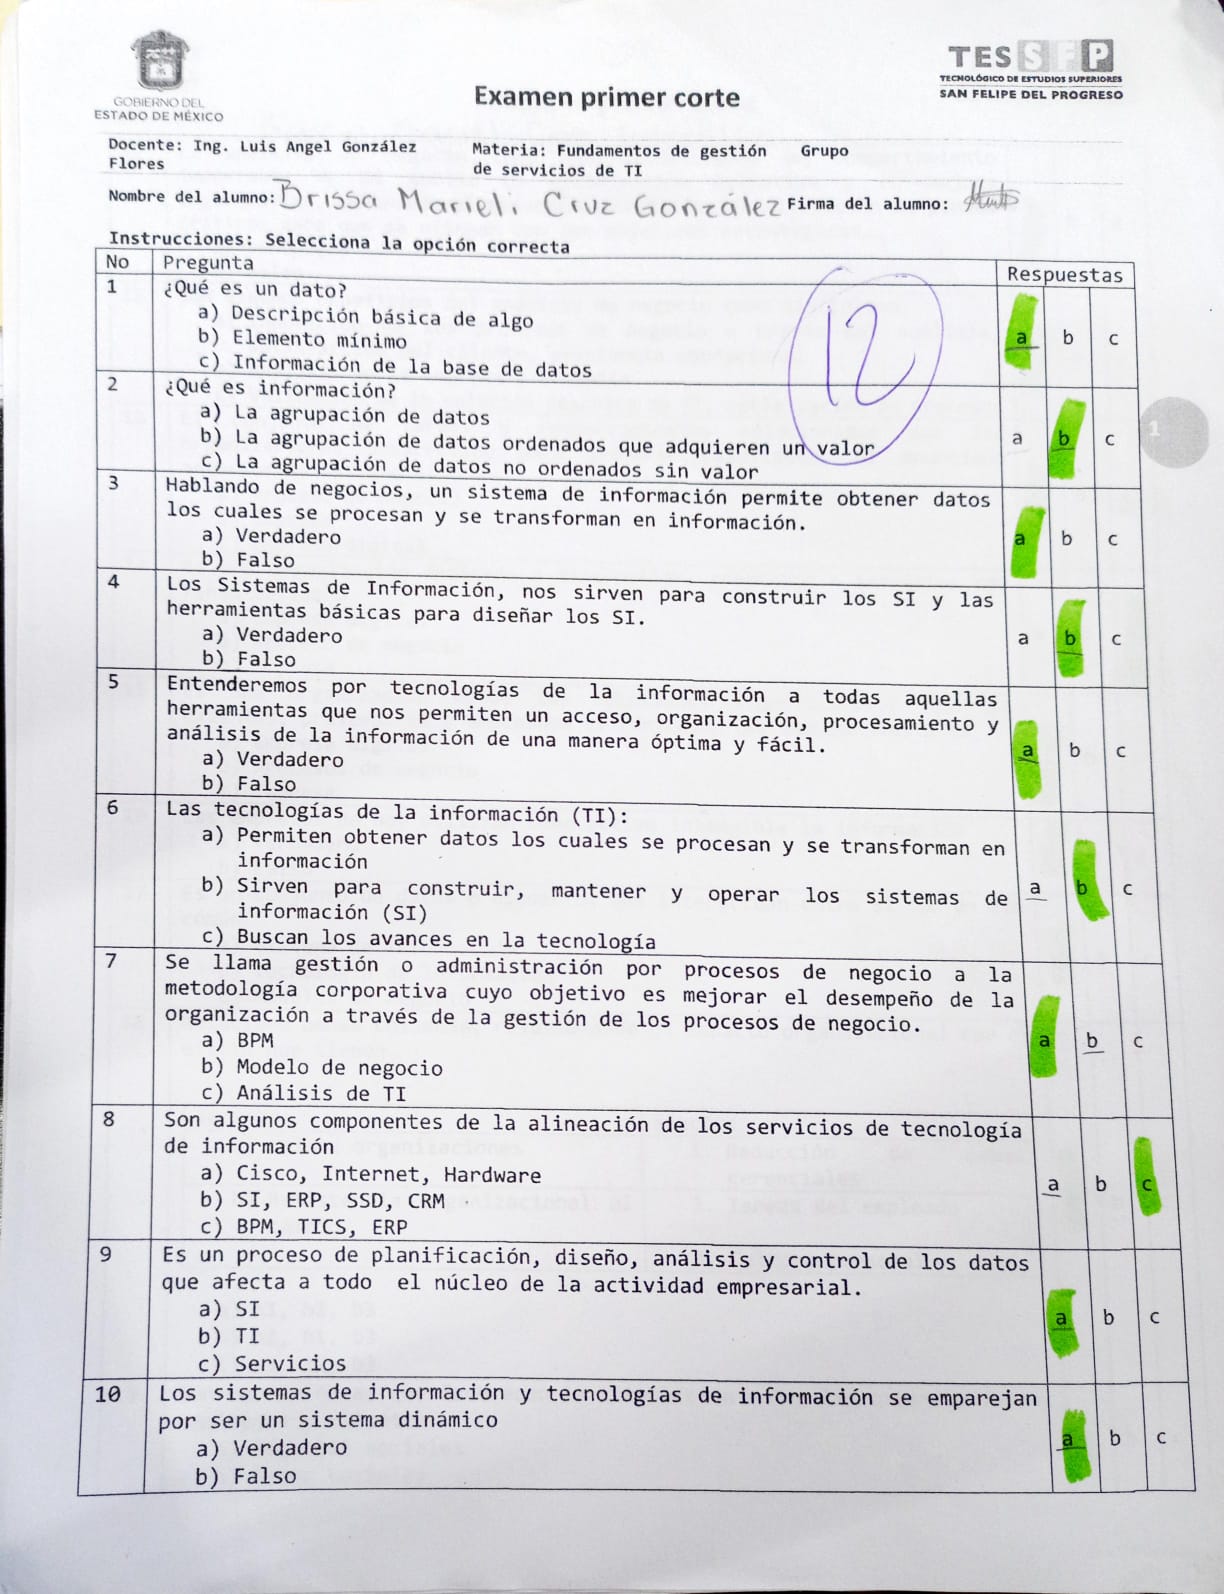 GOBIERNO DEL
ESTADO DE MÉXICO
TESSFP
TECNOLÓGICO DE ESTUDIOS SUPERIORES
SAN FELIPE DEL PROGRESO
Examen primer corte
Docente: Ing. Luis Angel González Flores
Materia: Fundamentos de gestión de servicios de TI
Grupo
Nombre del alumno: Brissa Marieli Cruz González Firma del alumno:
Instrucciones: Selecciona la opción correcta
No Pregunta Respuestas
12
1 ¿Qué es un dato?
a) Descripción básica de algo
b) Elemento mínimo
c) Información de la base de datos
a b c
2 ¿Qué es información?
a) La agrupación de datos
b) La agrupación de datos ordenados que adquieren un valor
c) La agrupación de datos no ordenados sin valor
a b c
1
3 Hablando de negocios, un sistema de información permite obtener datos
los cuales se procesan y se transforman en información.
a) Verdadero
b) Falso
a b c
4 Los Sistemas de Información, nos sirven para construir los SI y las
herramientas básicas para diseñar los SI.
a) Verdadero
b) Falso
a b c
5 Entenderemos por tecnologías de la información a todas aquellas
herramientas que nos permiten un acceso, organización, procesamiento y
análisis de la información de una manera óptima y fácil.
a) Verdadero
b) Falso
a b c
6 Las tecnologías de la información (TI):
a) Permiten obtener datos los cuales se procesan y se transforman en
información
b) Sirven para construir, mantener y operar los sistemas de
información (SI)
c) Buscan los avances en la tecnología
a b c
7 Se llama gestión o administración por procesos de negocio a la
metodología corporativa cuyo objetivo es mejorar el desempeño de la
organización a través de la gestión de los procesos de negocio.
a) BPM
b) Modelo de negocio
c) Análisis de TI
a b c
8 Son algunos componentes de la alineación de los servicios de tecnología
de información
a) Cisco, Internet, Hardware
b) SI, ERP, SSD, CRM
c) BPM, TICS, ERP
a b c
9 Es un proceso de planificación, diseño, análisis y control de los datos
que afecta a todo el núcleo de la actividad empresarial.
a) SI
b) TI
c) Servicios
a b c
10 Los sistemas de información y tecnologías de información se emparejan
por ser un sistema dinámico
a) Verdadero
b) Falso
a b c